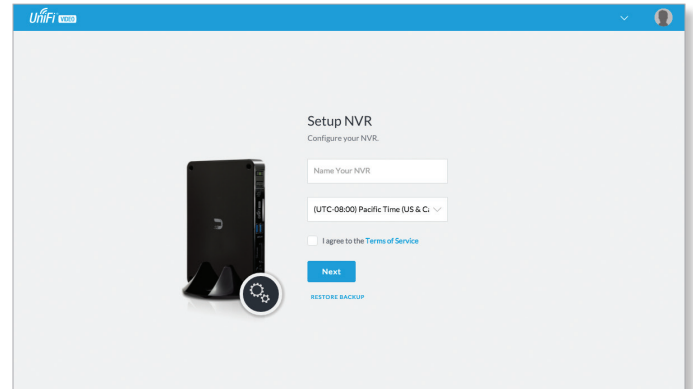 UniFi VIDEO
Setup NVR
Configure your NVR.
Name Your NVR
(UTC-08:00) Pacific Time (US & Ca
I agree to the Terms of Service
Next
RESTORE BACKUP